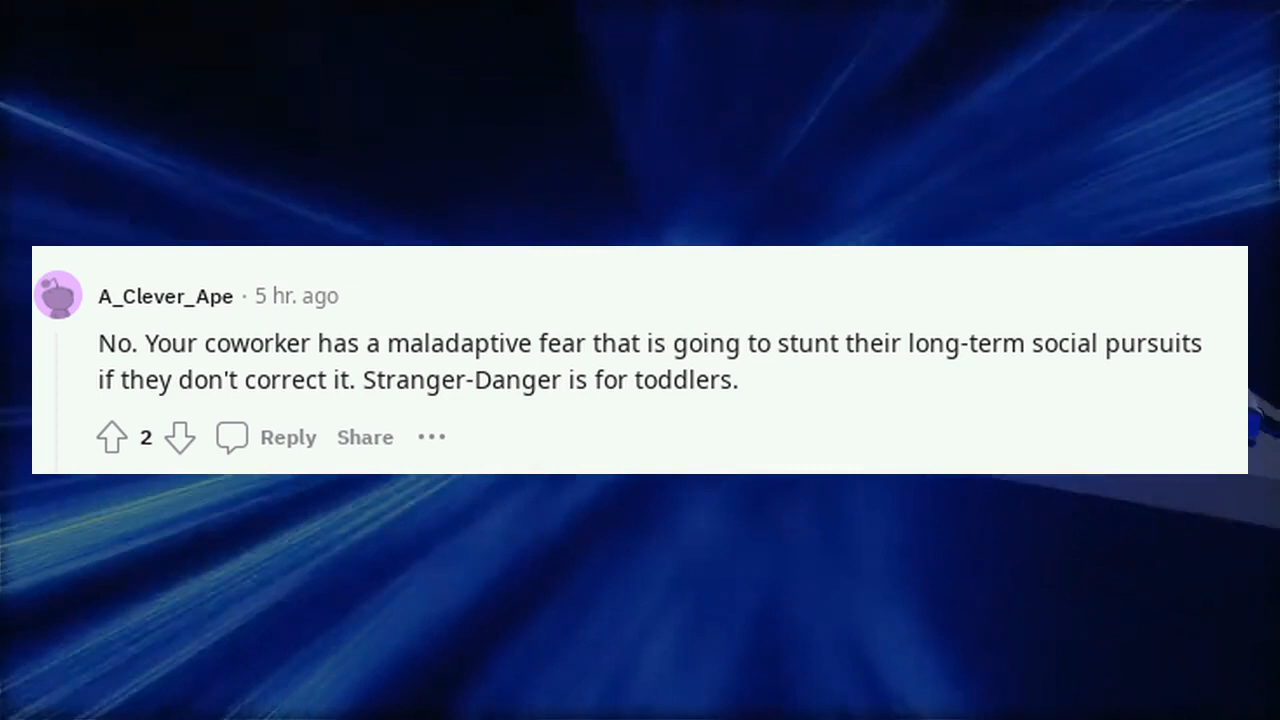 A_Clever_Ape · 5 hr. ago
No. Your coworker has a maladaptive fear that is going to stunt their long-term social pursuits
if they don't correct it. Stranger-Danger is for toddlers.
2 Reply Share ···